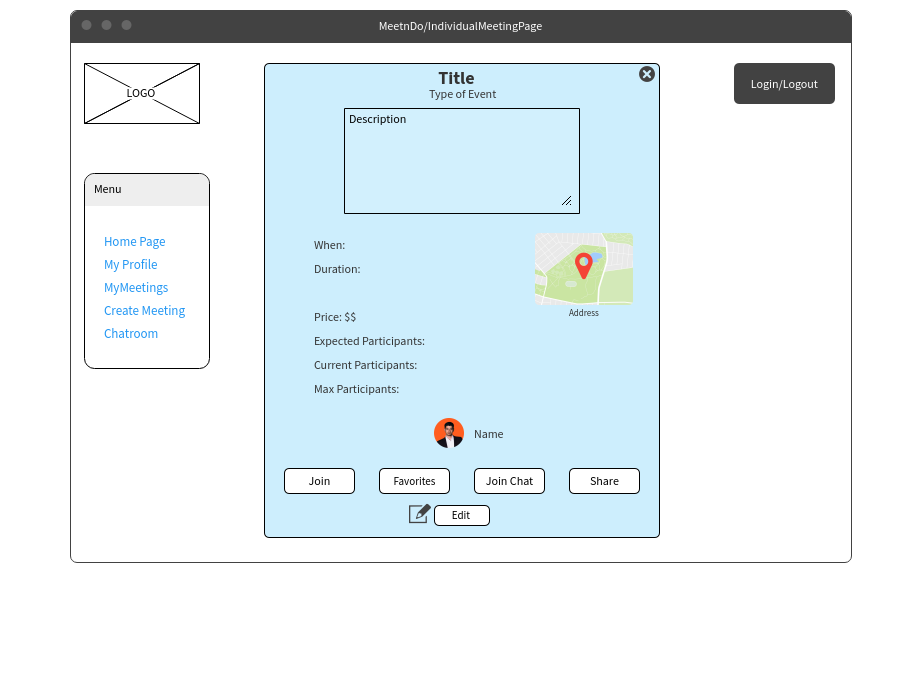 MeetnDo/IndividualMeetingPage
LOGO
Login/Logout
Menu
Home Page
My Profile
MyMeetings
Create Meeting
Chatroom
Title
Type of Event
Description
When:
Duration:
Address
Price: $$
Expected Participants:
Current Participants:
Max Participants:
Name
Join
Favorites
Join Chat
Share
Edit